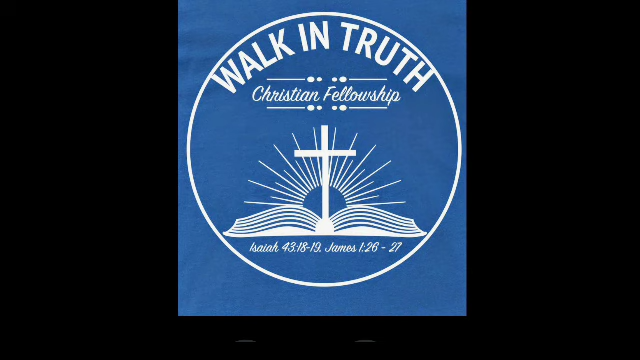 WALK IN TRUTH
Christian Fellowship
Isaiah 43:18-19, James 1:26 - 27